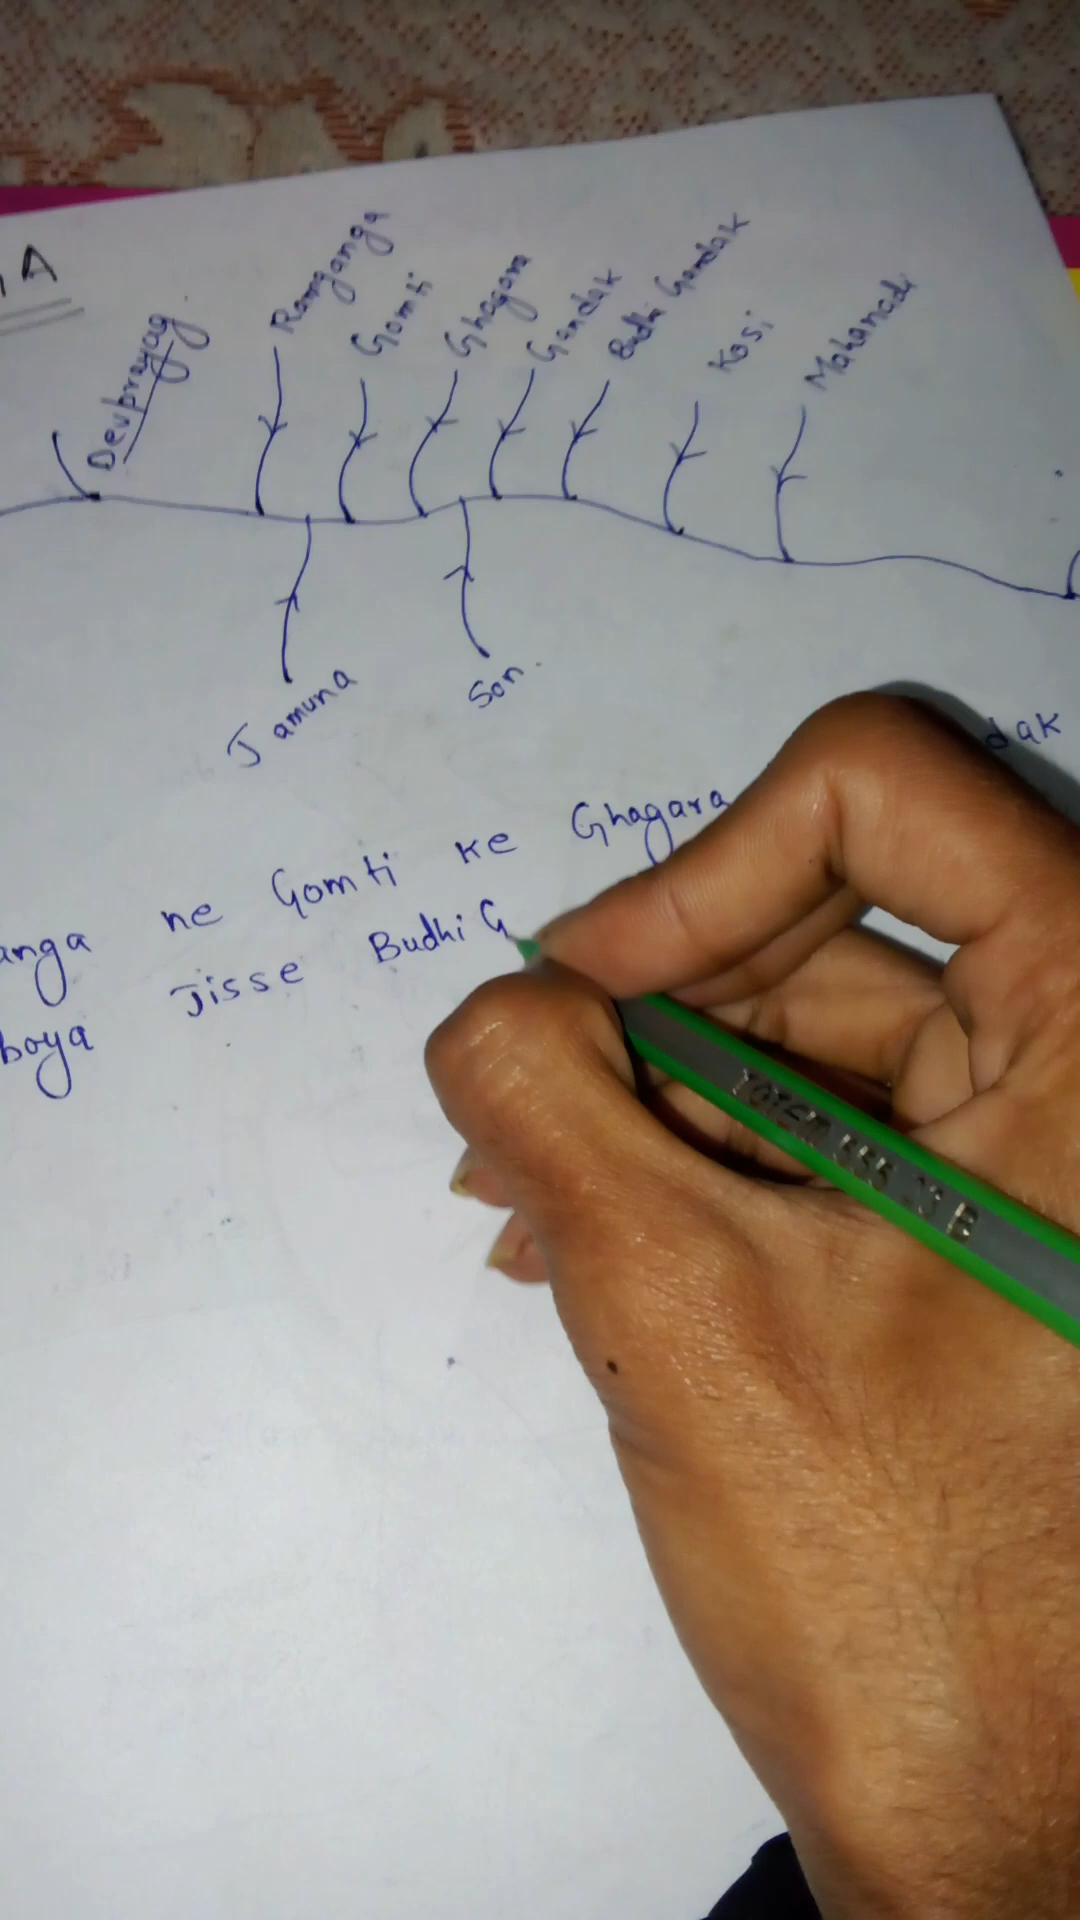 Devprayag
Ramganga
Gomti
Ghagara
Gandak
Budhi Gandak
Kosi
Mahanadi
Jamuna
Son.
anga ne Gomti ke Ghagara dak
boya Jisse Budhi G